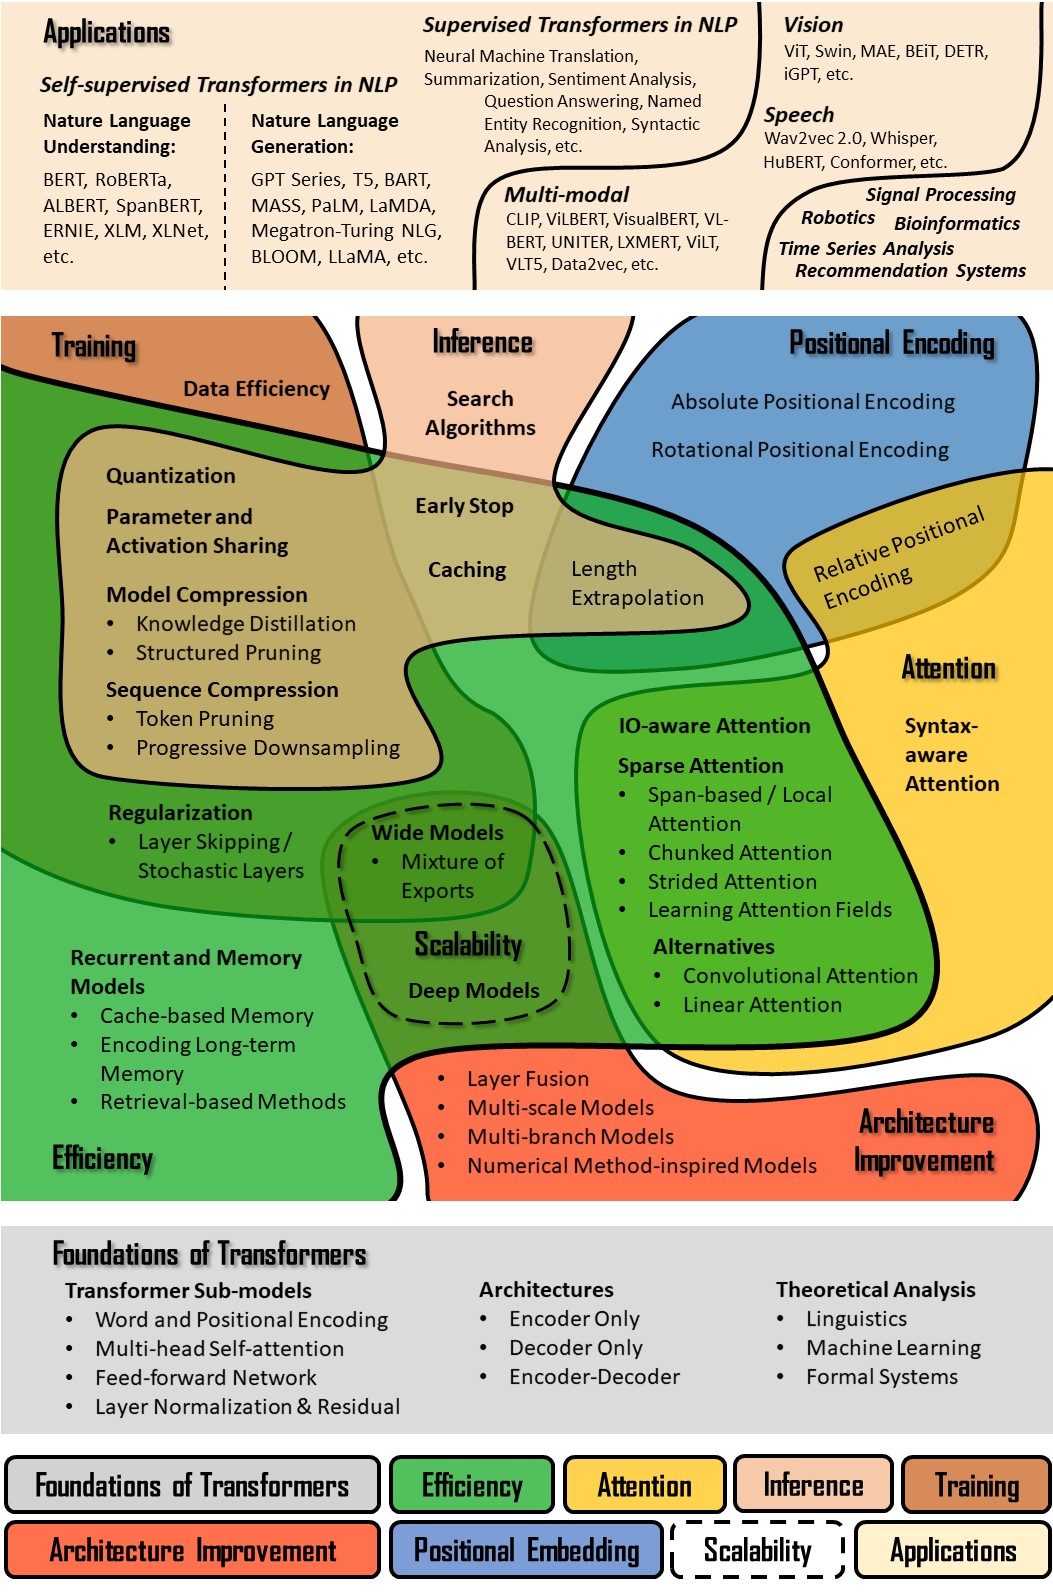 Applications
Self-supervised Transformers in NLP
Nature Language
Understanding:
BERT, RoBERTa,
ALBERT, SpanBERT,
ERNIE, XLM, XLNet,
etc.
Nature Language
Generation:
GPT Series, T5, BART,
MASS, PaLM, LaMDA,
Megatron-Turing NLG,
BLOOM, LLaMA, etc.
Supervised Transformers in NLP
Neural Machine Translation,
Summarization, Sentiment Analysis,
Question Answering, Named
Entity Recognition, Syntactic
Analysis, etc.
Multi-modal
CLIP, ViLBERT, VisualBERT, VL-
BERT, UNITER, LXMERT, ViLT,
VLT5, Data2vec, etc.
Vision
ViT, Swin, MAE, BEiT, DETR,
iGPT, etc.
Speech
Wav2vec 2.0, Whisper,
HuBERT, Conformer, etc.
Signal Processing
Robotics
Bioinformatics
Time Series Analysis
Recommendation Systems
Training
Data Efficiency
Inference
Search
Algorithms
Positional Encoding
Absolute Positional Encoding
Rotational Positional Encoding
Relative Positional
Encoding
Quantization
Parameter and
Activation Sharing
Model Compression
• Knowledge Distillation
• Structured Pruning
Sequence Compression
• Token Pruning
• Progressive Downsampling
Early Stop
Caching
Length
Extrapolation
Attention
Syntax-
aware
Attention
IO-aware Attention
Sparse Attention
• Span-based / Local
Attention
• Chunked Attention
• Strided Attention
• Learning Attention Fields
Alternatives
• Convolutional Attention
• Linear Attention
Regularization
• Layer Skipping/
Stochastic Layers
Wide Models
• Mixture of
Exports
Scalability
Deep Models
Recurrent and Memory
Models
• Cache-based Memory
• Encoding Long-term
Memory
• Retrieval-based Methods
Efficiency
• Layer Fusion
• Multi-scale Models
• Multi-branch Models
• Numerical Method-inspired Models
Architecture
Improvement
Foundations of Transformers
Transformer Sub-models
• Word and Positional Encoding
• Multi-head Self-attention
• Feed-forward Network
• Layer Normalization & Residual
Architectures
• Encoder Only
• Decoder Only
• Encoder-Decoder
Theoretical Analysis
• Linguistics
• Machine Learning
• Formal Systems
Foundations of Transformers
Efficiency
Attention
Inference
Training
Architecture Improvement
Positional Embedding
Scalability
Applications